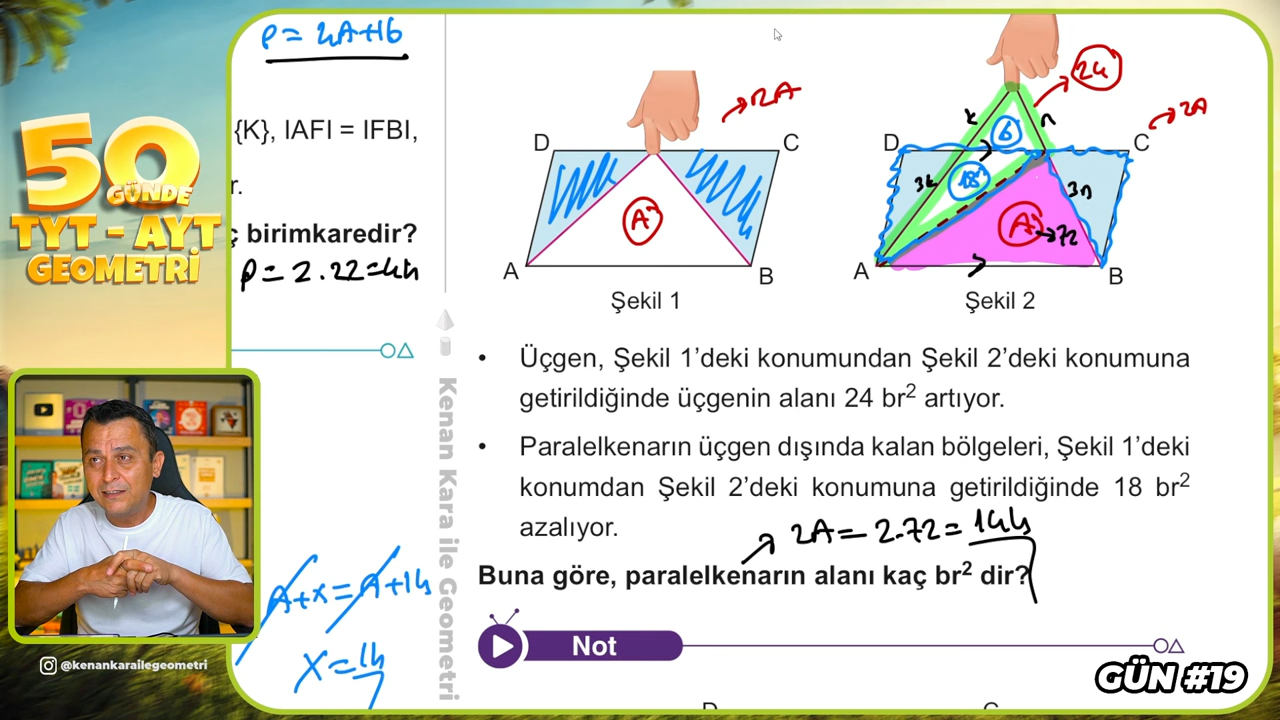 50
GÜNDE
TYT - AYT
GEOMETRİ
@kenankarailegeometri
P = 2A+16
{K}, IAFI = IFBI,
r.
ç birimkaredir?
P = 2.22 = 44
A+x = A+14
x = 14
Kenan Kara ile Geometri
D
C
A
B
A
→ 2A
Şekil 1
D
C
A
B
k
n
24
→ 2A
6
3k
18
3n
A → 72
Şekil 2
• Üçgen, Şekil 1’deki konumundan Şekil 2’deki konumuna
getirildiğinde üçgenin alanı 24 br² artıyor.
• Paralelkenarın üçgen dışında kalan bölgeleri, Şekil 1’deki
konumdan Şekil 2’deki konumuna getirildiğinde 18 br²
azalıyor.
→ 2A = 2.72 = 144
Buna göre, paralelkenarın alanı kaç br² dir?
Not
GÜN #19